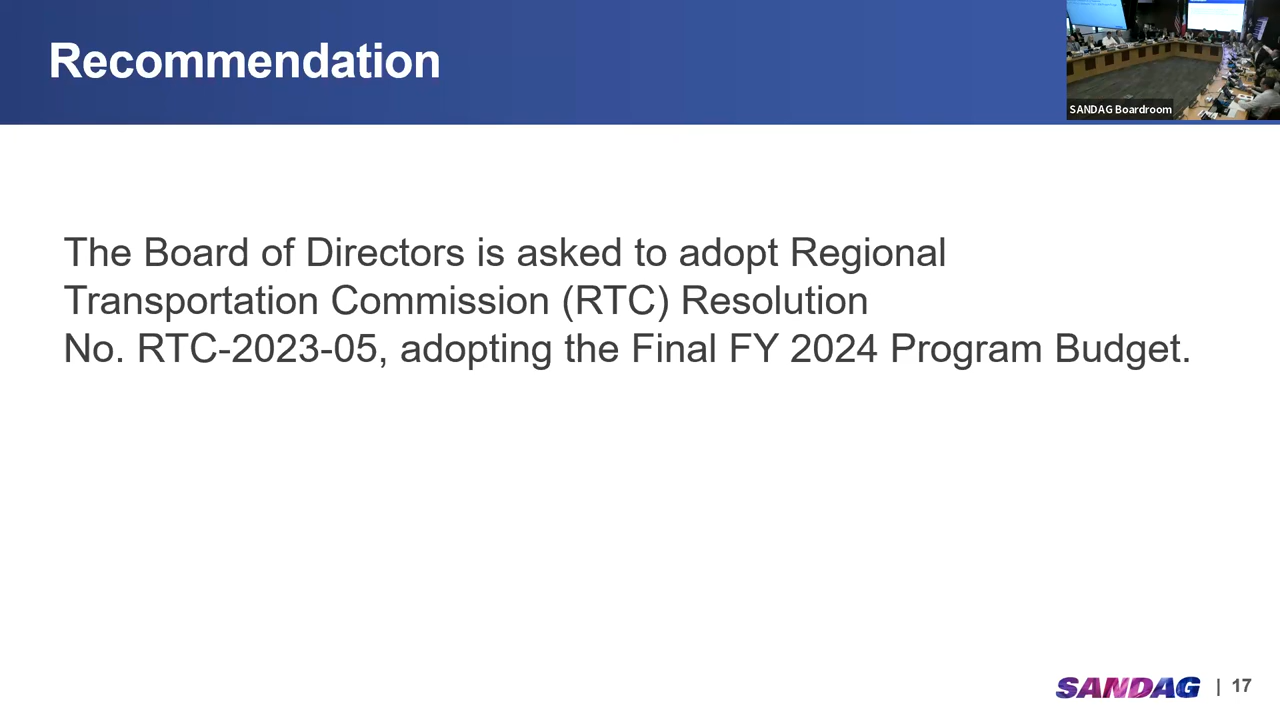 Recommendation
SANDAG Boardroom
The Board of Directors is asked to adopt Regional
Transportation Commission (RTC) Resolution
No. RTC-2023-05, adopting the Final FY 2024 Program Budget.
SANDAG | 17